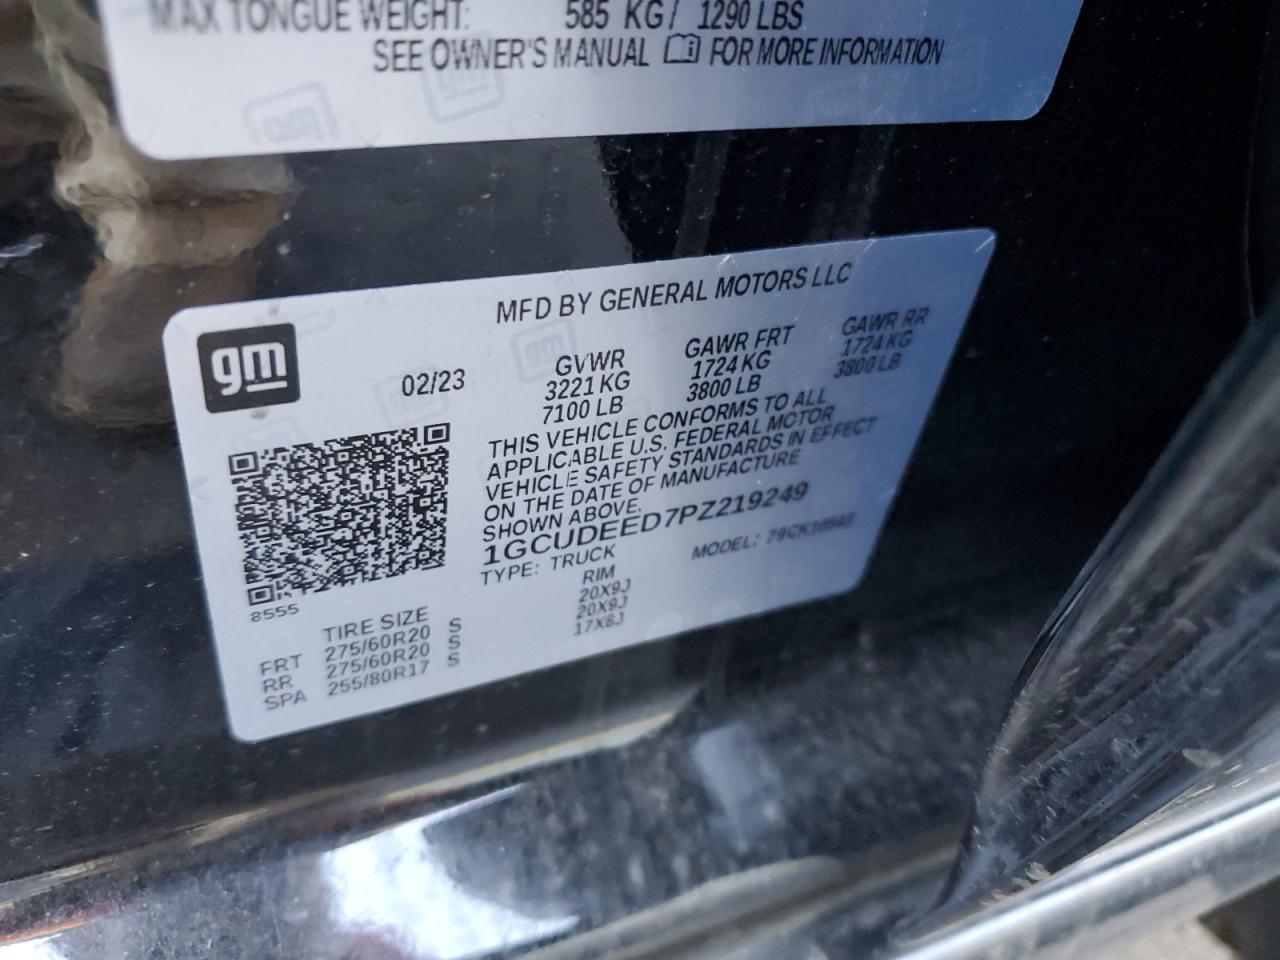 MAX TONGUE WEIGHT: 585 KG / 1290 LBS
SEE OWNER'S MANUAL FOR MORE INFORMATION
MFD BY GENERAL MOTORS LLC
gm
02/23
GVWR GAWR FRT GAWR RR
3221 KG 1724 KG 1724 KG
7100 LB 3800 LB 3800 LB
THIS VEHICLE CONFORMS TO ALL
APPLICABLE U.S. FEDERAL MOTOR
VEHICLE SAFETY STANDARDS IN EFFECT
ON THE DATE OF MANUFACTURE
SHOWN ABOVE.
1GCUDEED7PZ219249
TYPE: TRUCK MODEL:
8555
TIRE SIZE RIM
FRT 275/60R20 S 20X9J
RR 275/60R20 S 20X9J
SPA 255/80R17 S 17X8J